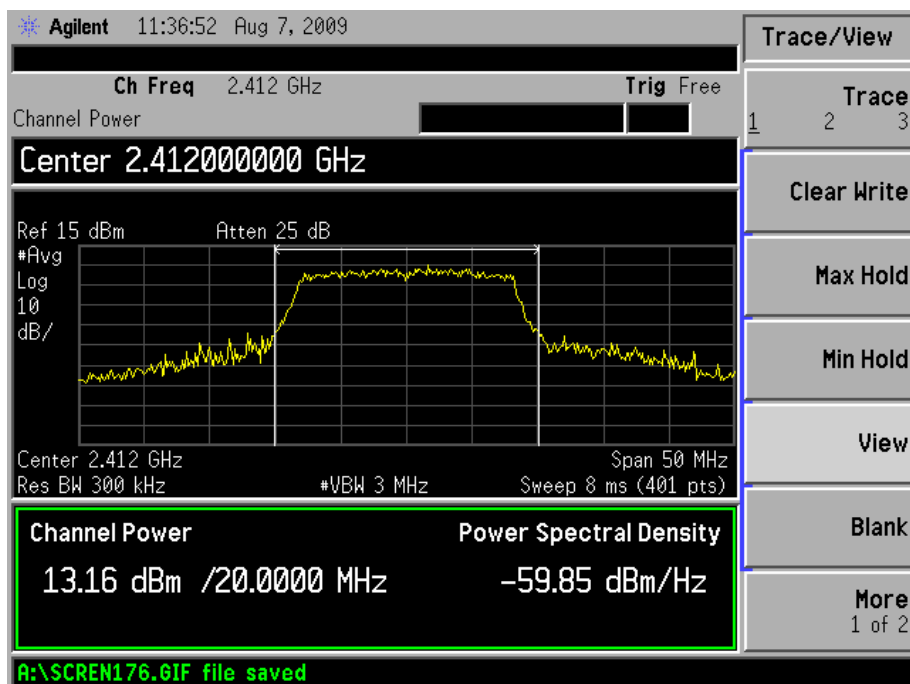 Agilent 11:36:52 Aug 7, 2009
Trace/View
Ch Freq 2.412 GHz Trig Free
Channel Power
Center 2.412000000 GHz
Ref 15 dBm Atten 25 dB
#Avg
Log
10
dB/
Center 2.412 GHz Span 50 MHz
Res BW 300 kHz #VBW 3 MHz Sweep 8 ms (401 pts)
Channel Power Power Spectral Density
13.16 dBm /20.0000 MHz -59.85 dBm/Hz
A:\SCREN176.GIF file saved
Trace
1 2 3
Clear Write
Max Hold
Min Hold
View
Blank
More
1 of 2